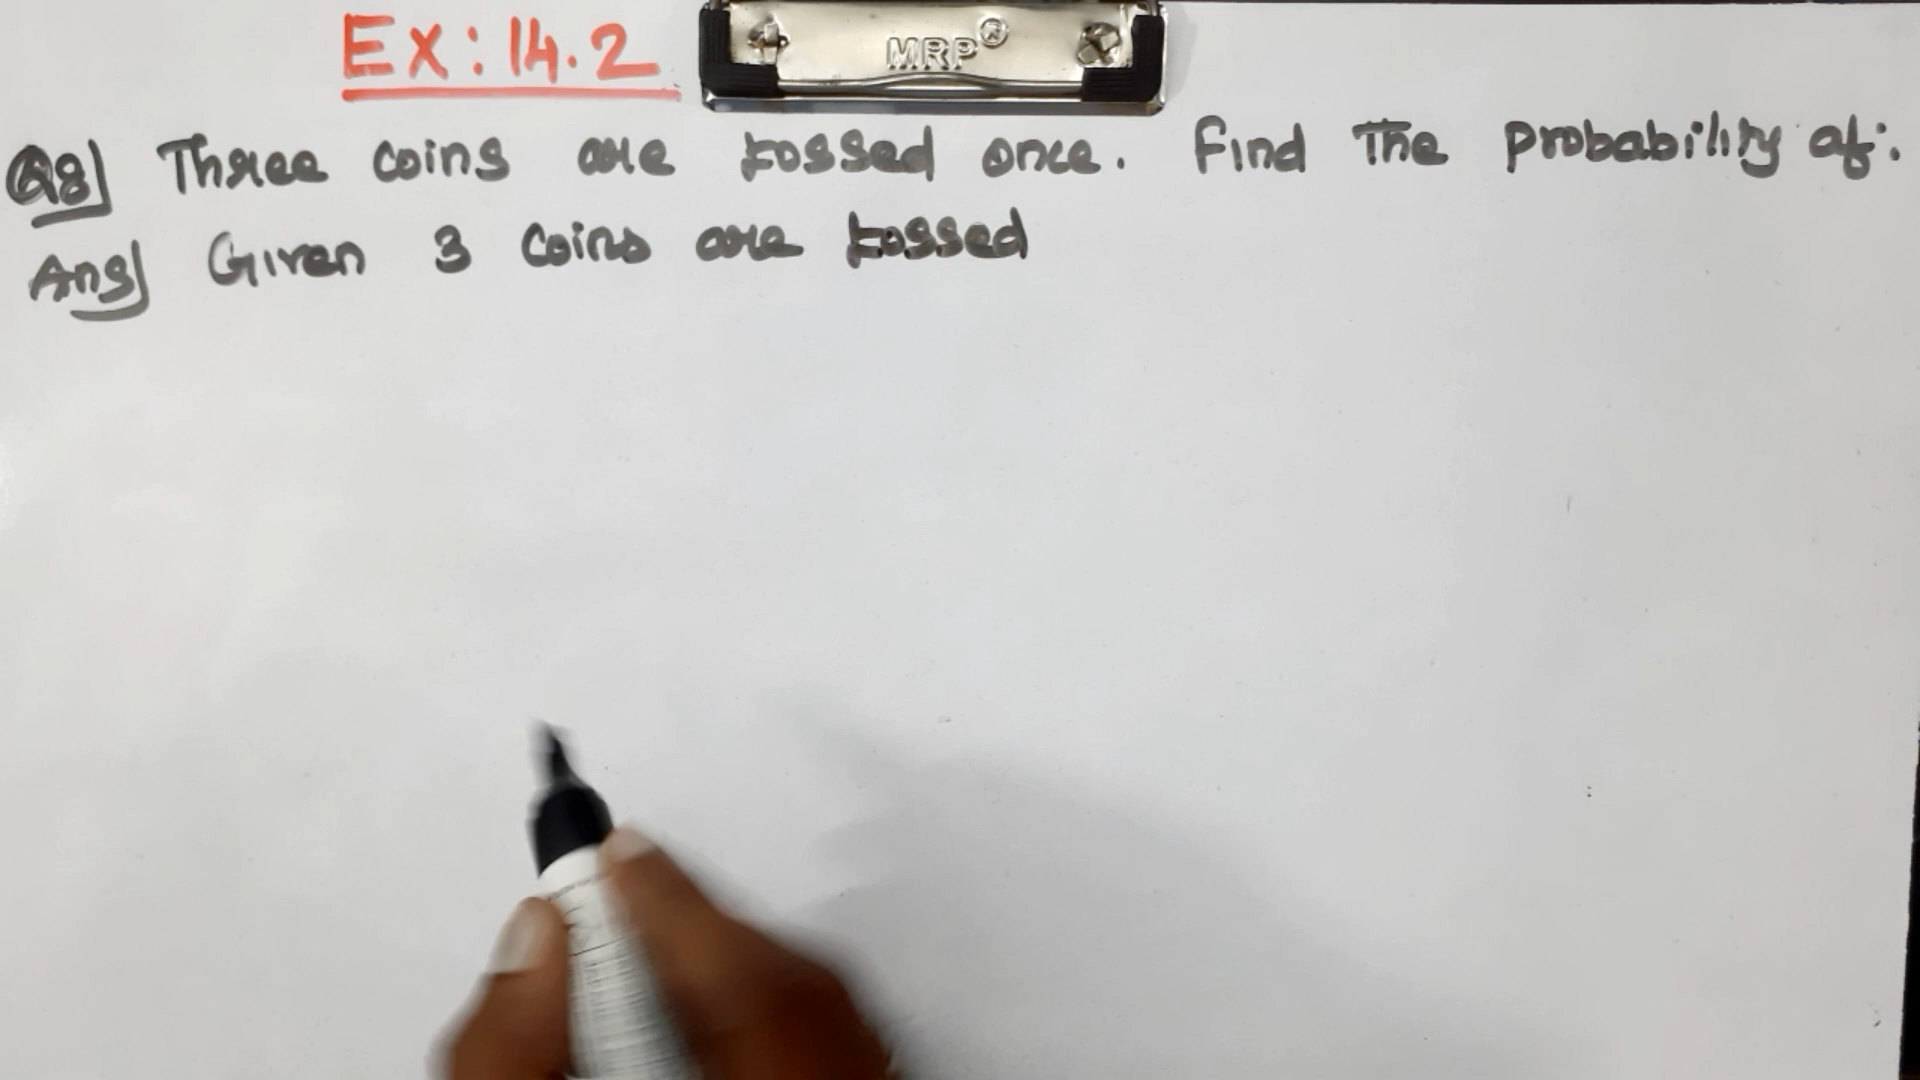 Ex: 14.2
MRP®
Q8] Three coins are tossed once. Find the probability of:
Ans] Given 3 coins are tossed